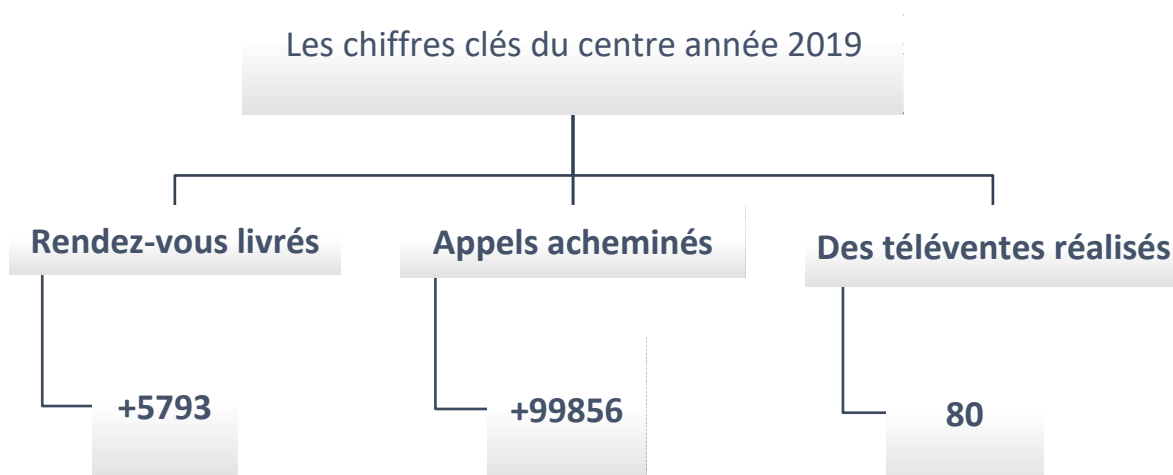 Les chiffres clés du centre année 2019
Rendez-vous livrés
Appels acheminés
Des téléventes réalisés
+5793
+99856
80